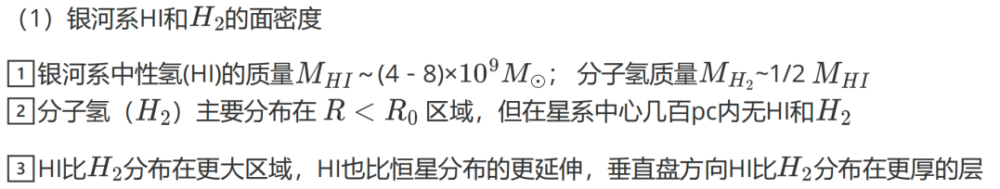 （1）银河系HI和$H_2$的面密度
1 银河系中性氢(HI)的质量$M_{HI}$ ~ (4 - 8)×$10^9 M_\odot$； 分子氢质量$M_{H_2}$~1/2 $M_{HI}$
2 分子氢（$H_2$）主要分布在 $R < R_0$ 区域，但在星系中心几百pc内无HI和$H_2$
3 HI比$H_2$分布在更大区域，HI也比恒星分布的更延伸，垂直盘方向HI比$H_2$分布在更厚的层